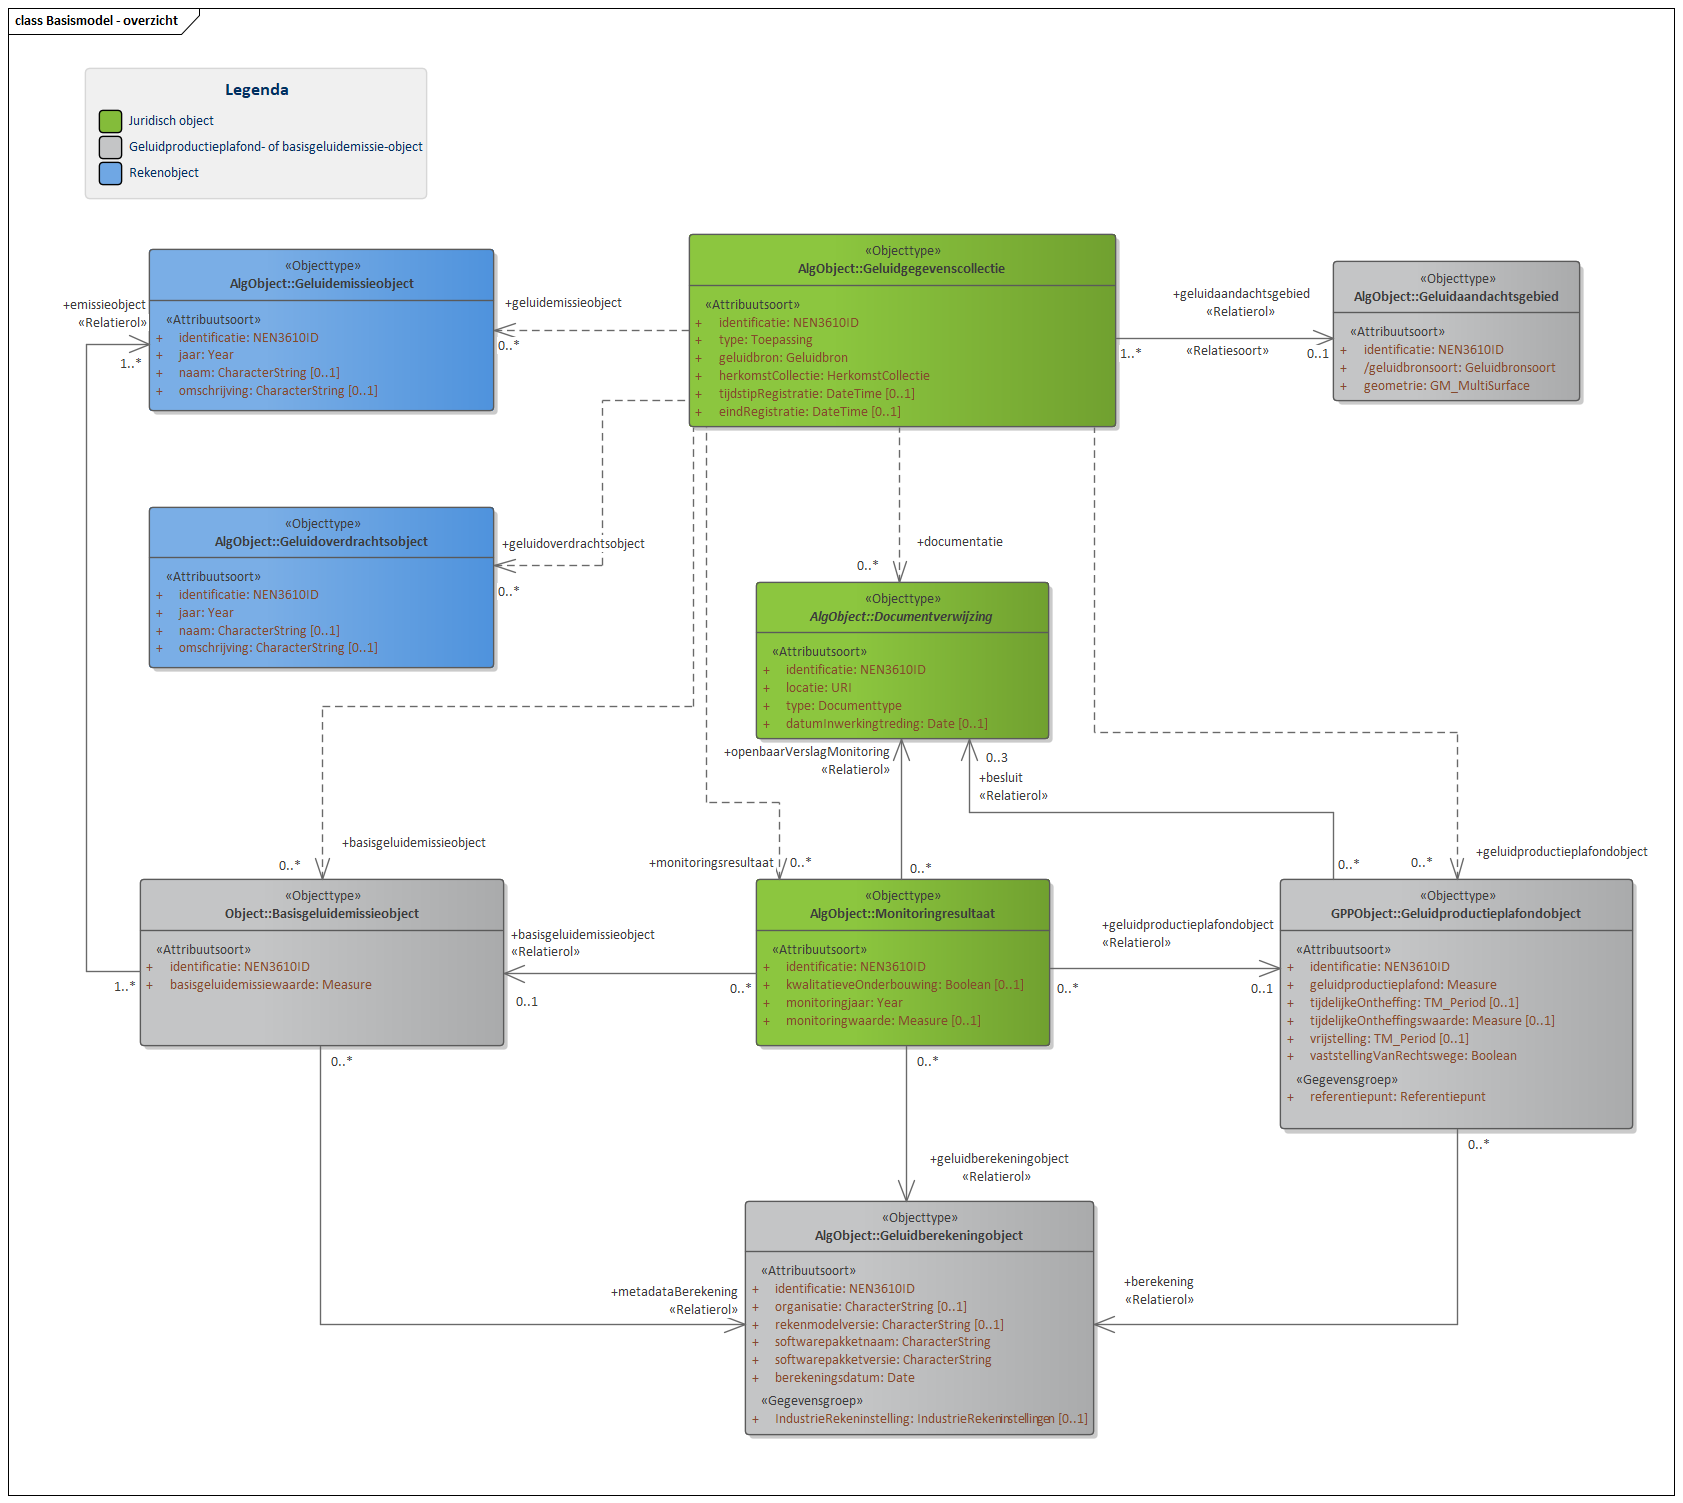 class Basismodel - overzicht
Legenda
Juridisch object
Geluidproductieplafond- of basisgeluidemissie-object
Rekenobject
«Objecttype»
AlgObject::Geluidemissieobject
«Attribuutsoort»
+ identificatie: NEN3610ID
+ jaar: Year
+ naam: CharacterString [0..1]
+ omschrijving: CharacterString [0..1]
+emissieobject
«Relatierol»
1..*
+geluidemissieobject
0..*
«Objecttype»
AlgObject::Geluidgegevenscollectie
«Attribuutsoort»
+ identificatie: NEN3610ID
+ type: Toepassing
+ geluidbron: Geluidbron
+ herkomstCollectie: HerkomstCollectie
+ tijdstipRegistratie: DateTime [0..1]
+ eindRegistratie: DateTime [0..1]
+geluidaandachtsgebied
«Relatierol»
1..*
«Relatiesoort»
0..1
«Objecttype»
AlgObject::Geluidaandachtsgebied
«Attribuutsoort»
+ identificatie: NEN3610ID
+ /geluidbronsoort: Geluidbronsoort
+ geometrie: GM_MultiSurface
«Objecttype»
AlgObject::Geluidoverdrachtsobject
«Attribuutsoort»
+ identificatie: NEN3610ID
+ jaar: Year
+ naam: CharacterString [0..1]
+ omschrijving: CharacterString [0..1]
+geluidoverdrachtsobject
0..*
+documentatie
0..*
«Objecttype»
AlgObject::Documentverwijzing
«Attribuutsoort»
+ identificatie: NEN3610ID
+ locatie: URI
+ type: Documenttype
+ datumInwerkingtreding: Date [0..1]
+openbaarVerslagMonitoring
«Relatierol»
0..3
+besluit
«Relatierol»
+basisgeluidemissieobject
0..*
+monitoringsresultaat
0..*
0..*
0..*
0..*
+geluidproductieplafondobject
«Objecttype»
Object::Basisgeluidemissieobject
«Attribuutsoort»
+ identificatie: NEN3610ID
+ basisgeluidemissiewaarde: Measure
1..*
+basisgeluidemissieobject
«Relatierol»
0..1
0..*
«Objecttype»
AlgObject::Monitoringresultaat
«Attribuutsoort»
+ identificatie: NEN3610ID
+ kwalitatieveOnderbouwing: Boolean [0..1]
+ monitoringjaar: Year
+ monitoringwaarde: Measure [0..1]
+geluidproductieplafondobject
«Relatierol»
0..*
0..1
«Objecttype»
GPPObject::Geluidproductieplafondobject
«Attribuutsoort»
+ identificatie: NEN3610ID
+ geluidproductieplafond: Measure
+ tijdelijkeOntheffing: TM_Period [0..1]
+ tijdelijkeOntheffingswaarde: Measure [0..1]
+ vrijstelling: TM_Period [0..1]
+ vaststellingVanRechtswege: Boolean
«Gegevensgroep»
+ referentiepunt: Referentiepunt
0..*
0..*
0..*
+geluidberekeningobject
«Relatierol»
+metadataBerekening
«Relatierol»
+berekening
«Relatierol»
«Objecttype»
AlgObject::Geluidberekeningobject
«Attribuutsoort»
+ identificatie: NEN3610ID
+ organisatie: CharacterString [0..1]
+ rekenmodelversie: CharacterString [0..1]
+ softwarepakketnaam: CharacterString
+ softwarepakketversie: CharacterString
+ berekeningsdatum: Date
«Gegevensgroep»
+ IndustrieRekeninstelling: IndustrieRekeninstellingen [0..1]